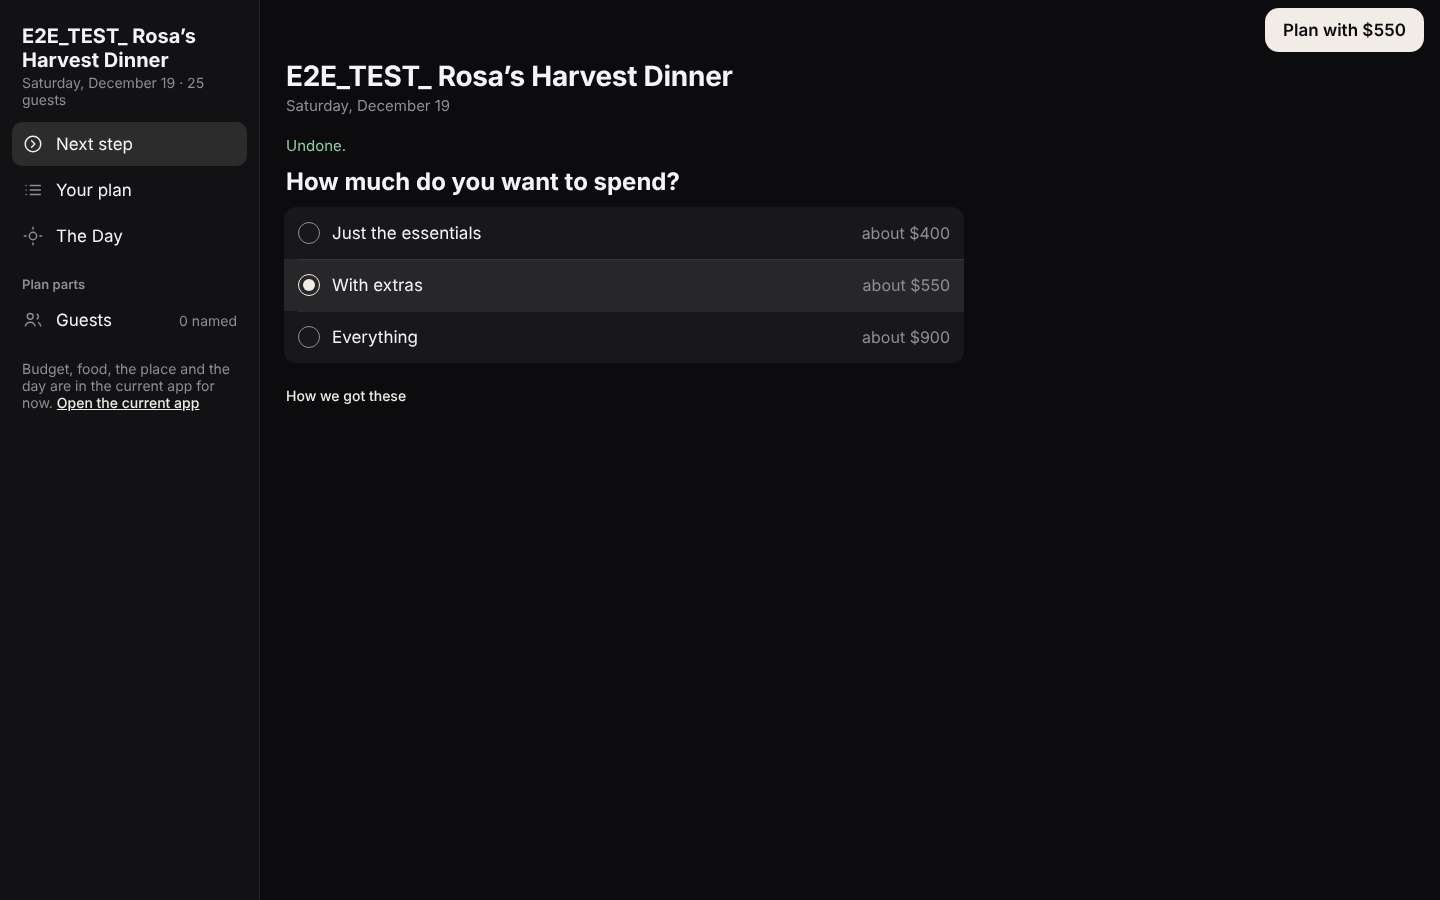 E2E_TEST_ Rosa’s
Harvest Dinner
Saturday, December 19 · 25
guests
Next step
Your plan
The Day
Plan parts
Guests 0 named
Budget, food, the place and the
day are in the current app for
now. Open the current app
Plan with $550
E2E_TEST_ Rosa’s Harvest Dinner
Saturday, December 19
Undone.
How much do you want to spend?
Just the essentials about $400
With extras about $550
Everything about $900
How we got these